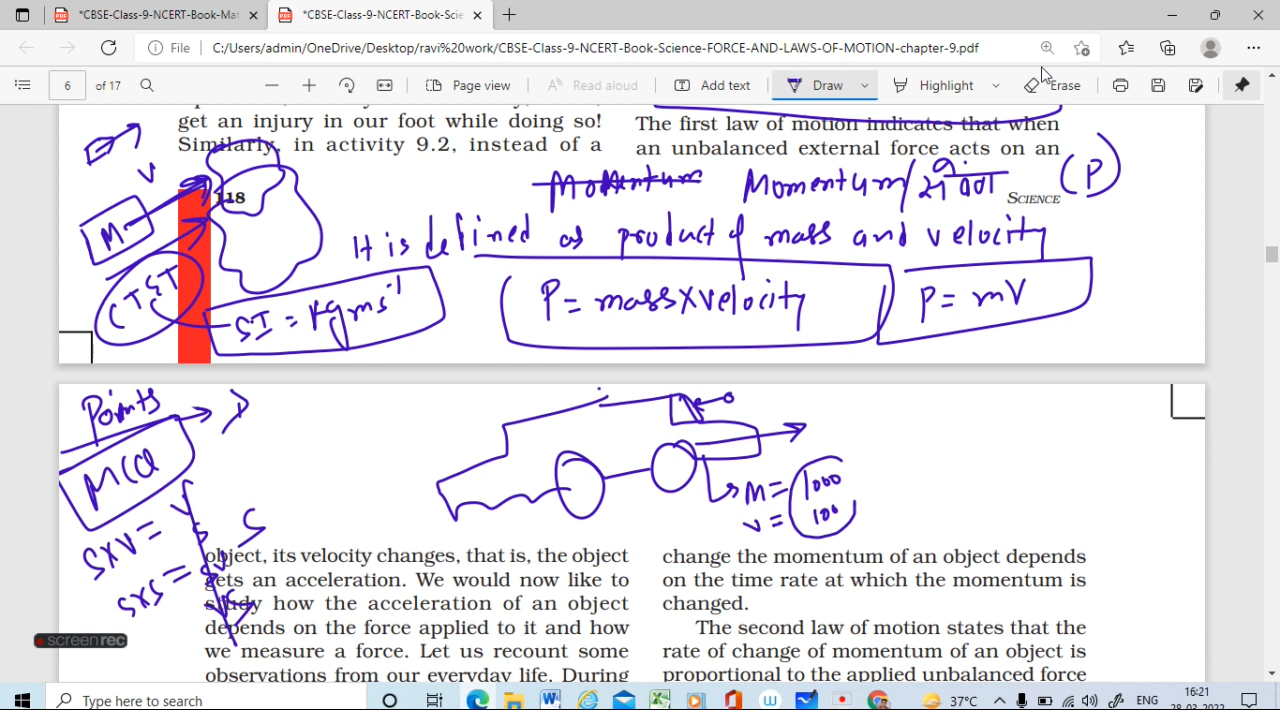 *CBSE-Class-9-NCERT-Book-Mat
*CBSE-Class-9-NCERT-Book-Scie
File C:/Users/admin/OneDrive/Desktop/ravi%20work/CBSE-Class-9-NCERT-Book-Science-FORCE-AND-LAWS-OF-MOTION-chapter-9.pdf
6 of 17 Page view Read aloud Add text Draw Highlight Erase
get an injury in our foot while doing so!
Similarly, in activity 9.2, instead of a
The first law of motion indicates that when
an unbalanced external force acts on an
118
SCIENCE
Momentum Momentum/ (P)
It is defined as product of mass and velocity
P = mass x velocity
P = mV
SI = Kgms⁻¹
M
V
Points
MCQ
SXV = V
SXS = S
M = 1000
V = 100
object, its velocity changes, that is, the object
gets an acceleration. We would now like to
study how the acceleration of an object
depends on the force applied to it and how
we measure a force. Let us recount some
observations from our everyday life. During
change the momentum of an object depends
on the time rate at which the momentum is
changed.
The second law of motion states that the
rate of change of momentum of an object is
proportional to the applied unbalanced force
screenrec
Type here to search
37°C
ENG
16:21
28-03-2022